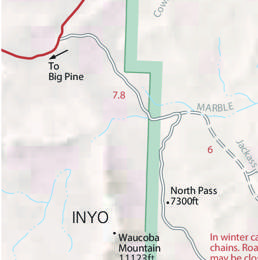 Cow
To
Big Pine
7.8
MARBLE
Jackass
6
North Pass
7300ft
INYO
Waucoba
Mountain
11123ft
In winter ca
chains. Roa
may be clo